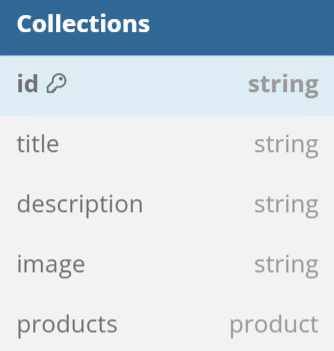 Collections
id string
title string
description string
image string
products product